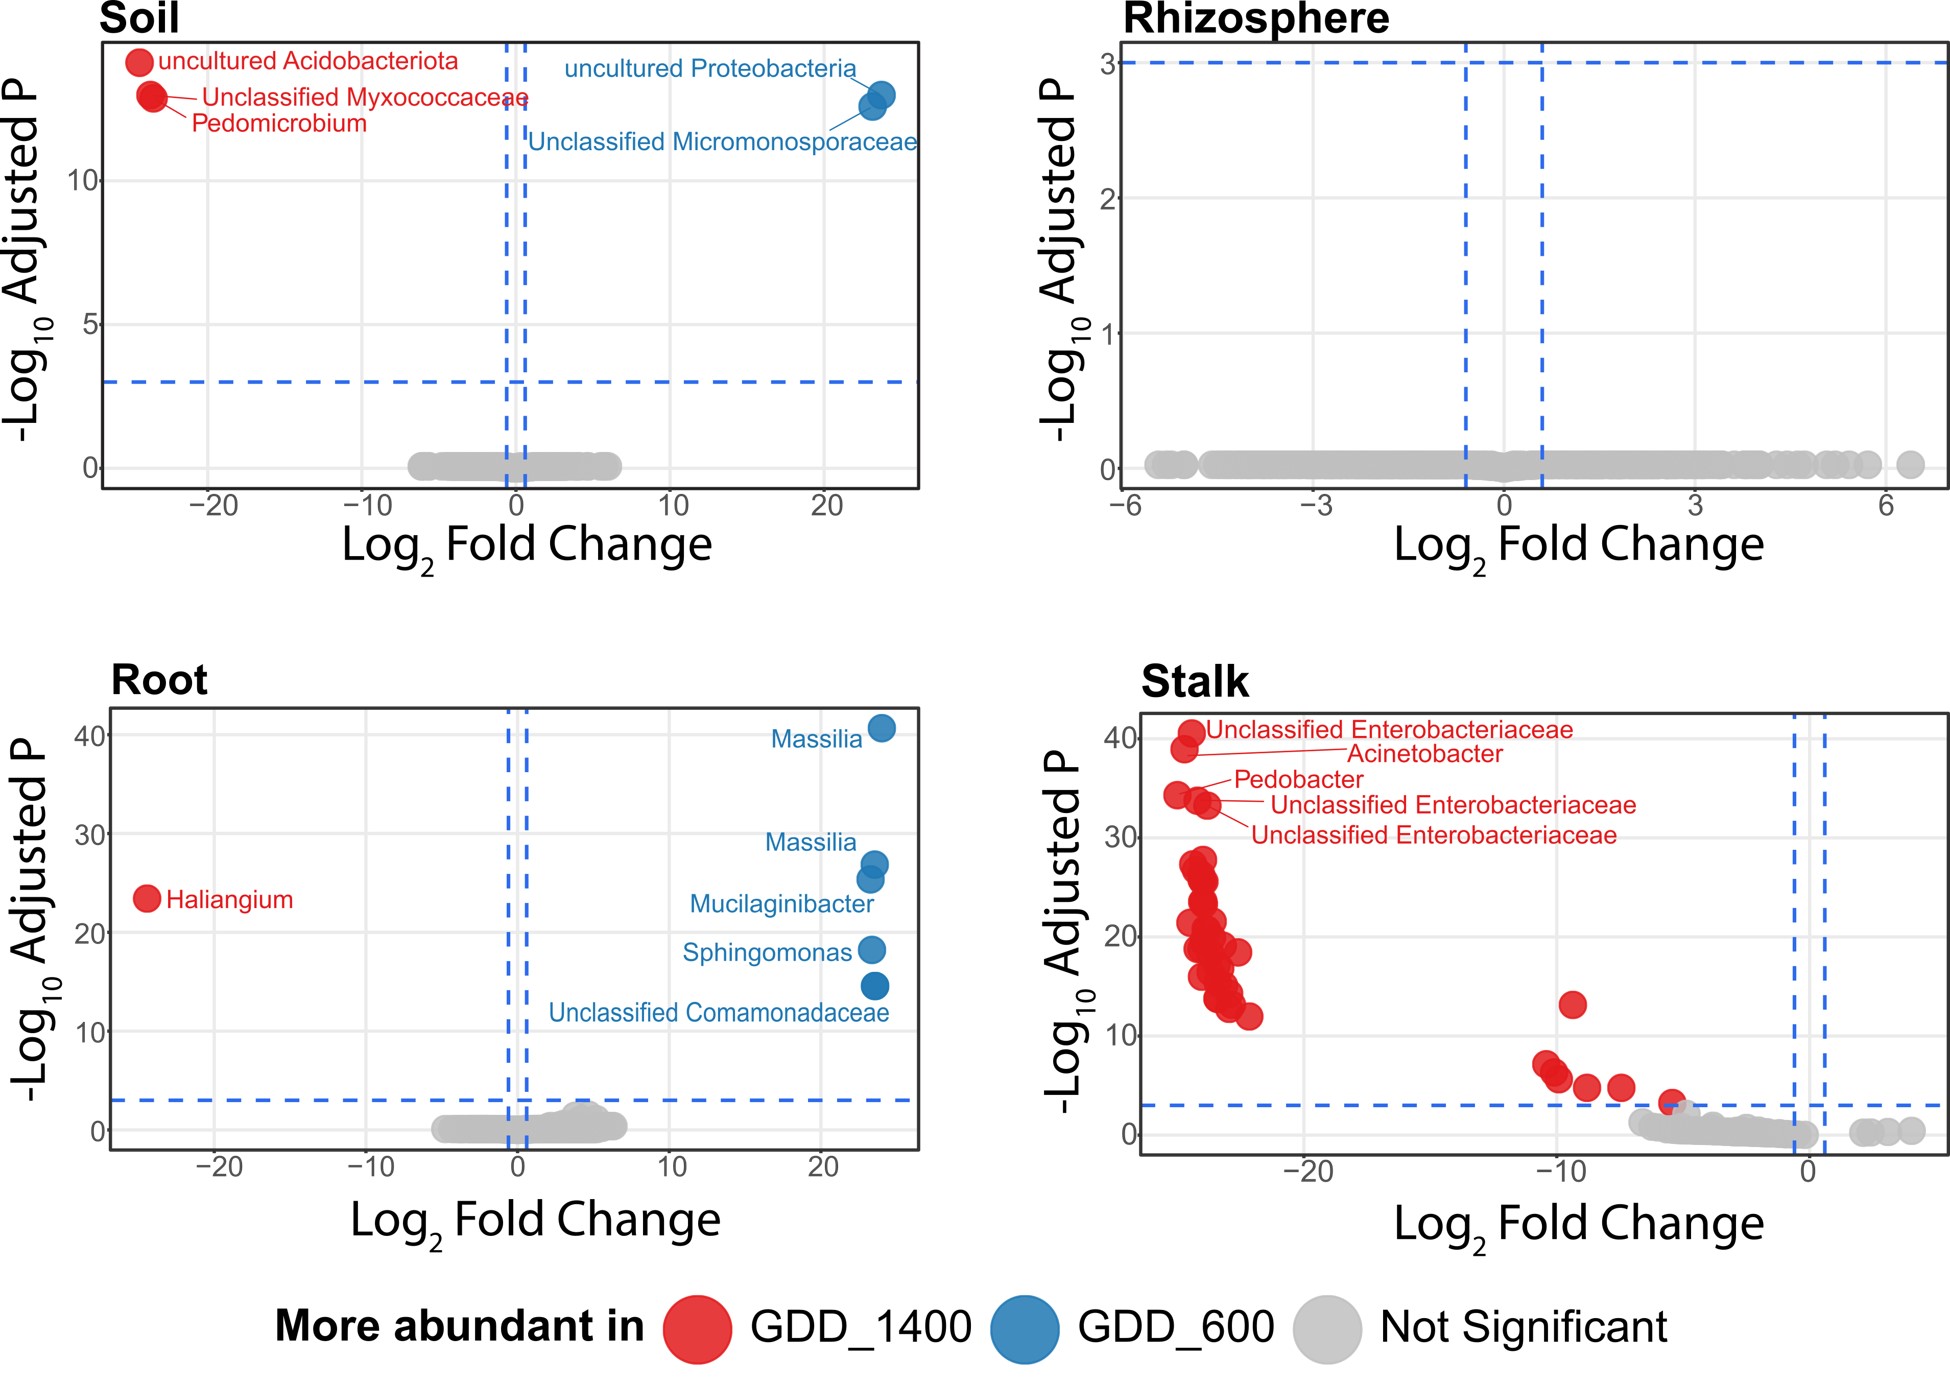 Soil
uncultured Acidobacteriota
Unclassified Myxococcaceae
Pedomicrobium
uncultured Proteobacteria
Unclassified Micromonosporaceae
-Log10 Adjusted P
10
5
0
−20
−10
0
10
20
Log2 Fold Change
Rhizosphere
-Log10 Adjusted P
3
2
1
0
−6
−3
0
3
6
Log2 Fold Change
Root
Massilia
Massilia
Haliangium
Mucilaginibacter
Sphingomonas
Unclassified Comamonadaceae
-Log10 Adjusted P
40
30
20
10
0
−20
−10
0
10
20
Log2 Fold Change
Stalk
Unclassified Enterobacteriaceae
Acinetobacter
Pedobacter
Unclassified Enterobacteriaceae
Unclassified Enterobacteriaceae
-Log10 Adjusted P
40
30
20
10
0
−20
−10
0
Log2 Fold Change
More abundant in GDD_1400 GDD_600 Not Significant